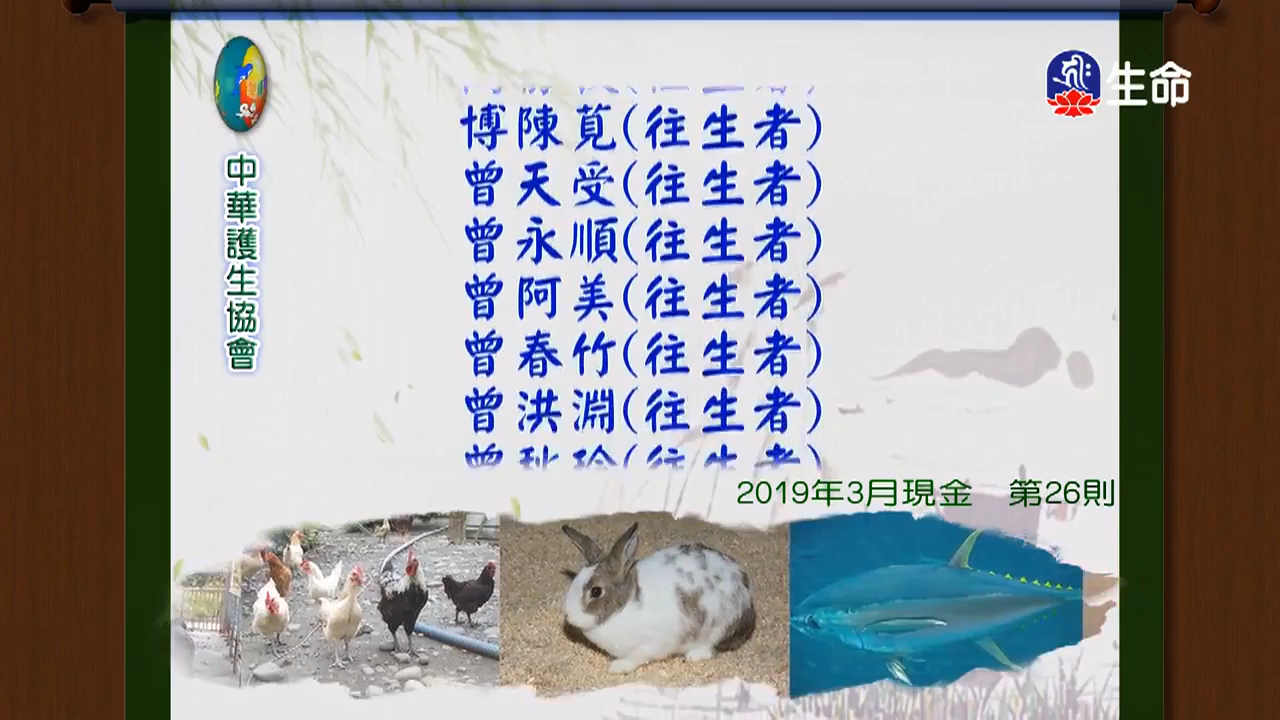 生命
中華護生協會
博陳莧(往生者)
曾天受(往生者)
曾永順(往生者)
曾阿美(往生者)
曾春竹(往生者)
曾洪淵(往生者)
2019年3月現金　第26則